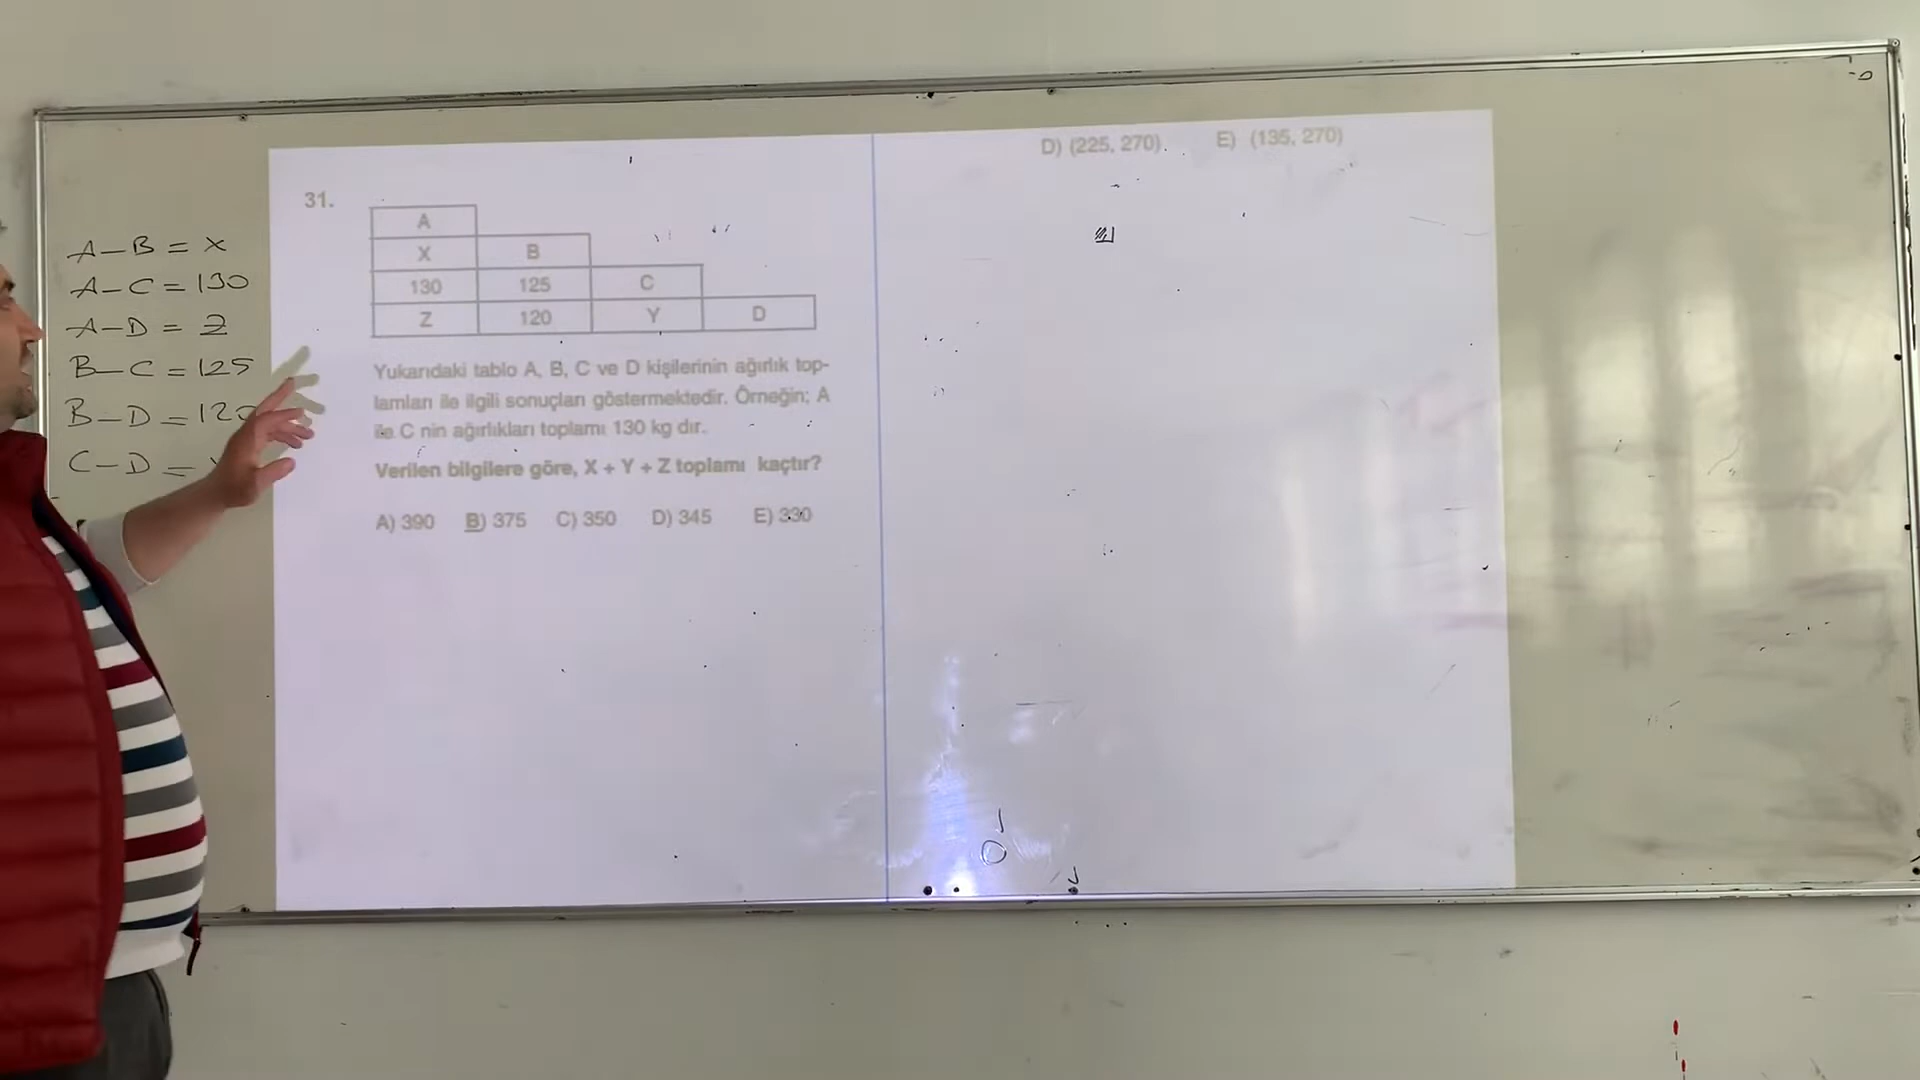 A-B = X
A-C = 130
A-D = Z
B-C = 125
B-D = 120
C-D =
31.
A
X B
130 125 C
Z 120 Y D
Yukarıdaki tablo A, B, C ve D kişilerinin ağırlık top-
lamları ile ilgili sonuçları göstermektedir. Örneğin; A
ile C nin ağırlıkları toplamı 130 kg dır.
Verilen bilgilere göre, X + Y + Z toplamı kaçtır?
A) 390 B) 375 C) 350 D) 345 E) 330
D) (225, 270). E) (135, 270)